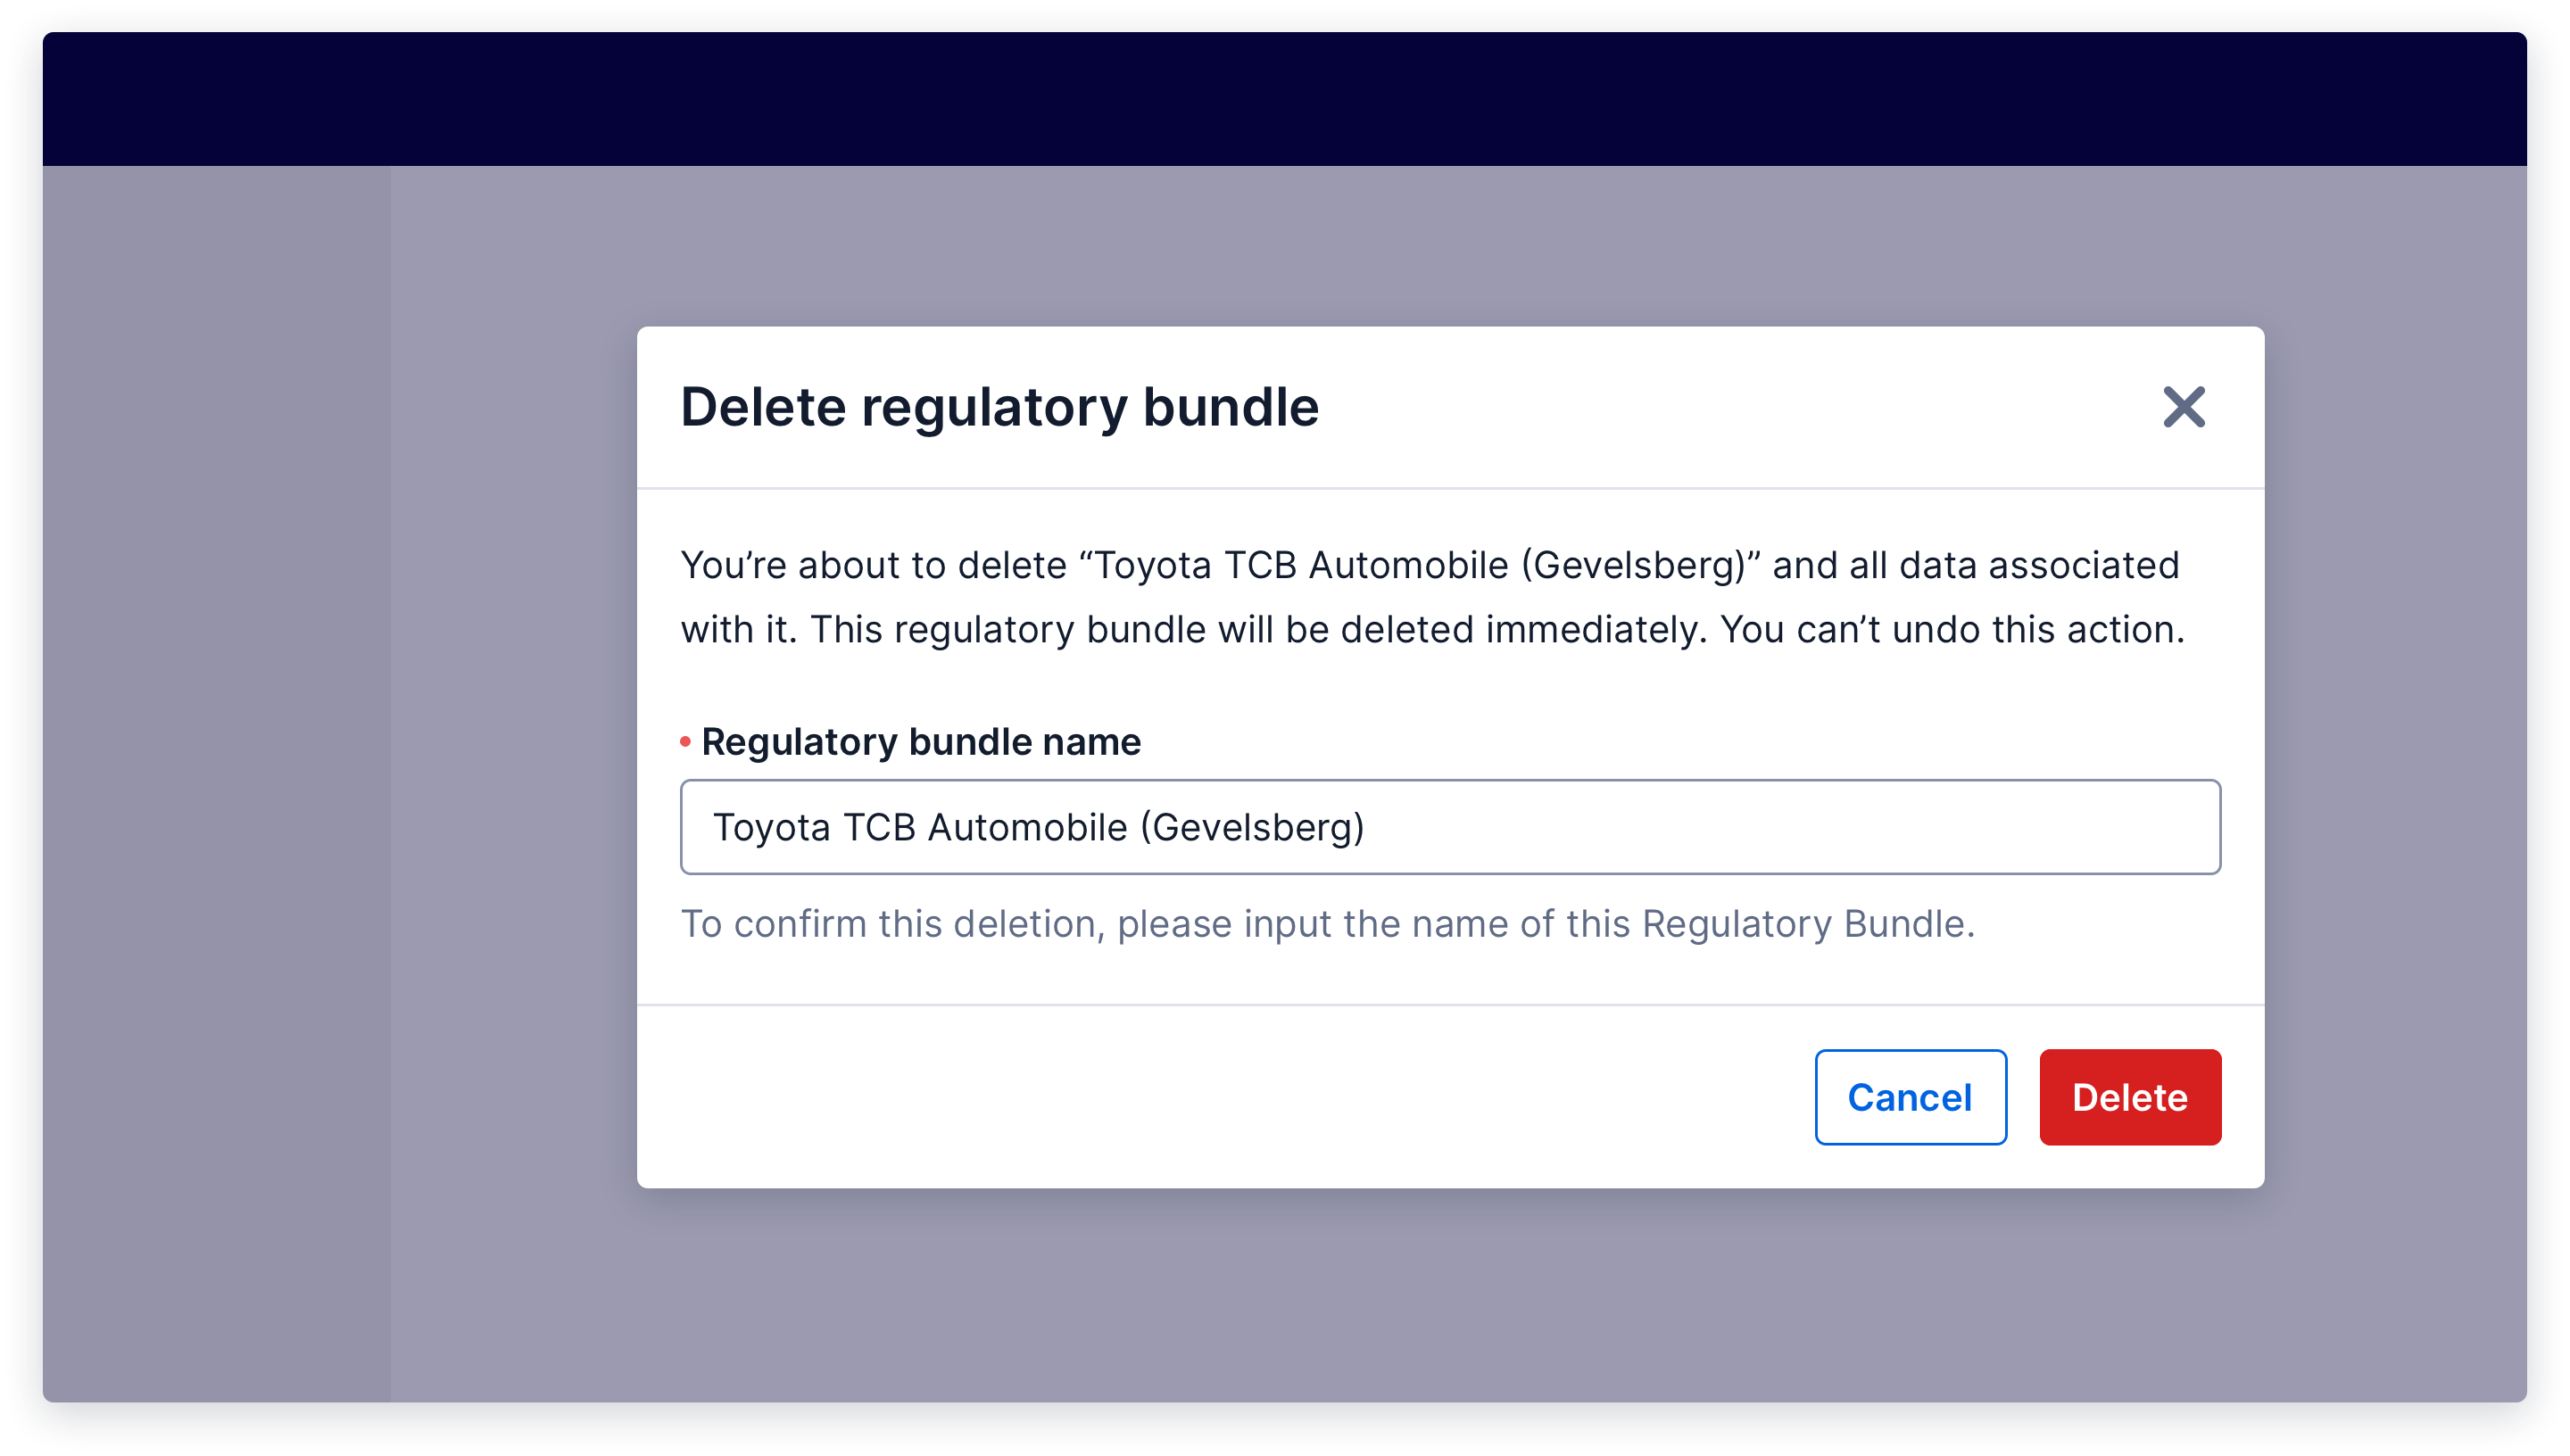 Delete regulatory bundle
You’re about to delete “Toyota TCB Automobile (Gevelsberg)” and all data associated
with it. This regulatory bundle will be deleted immediately. You can’t undo this action.
Regulatory bundle name
Toyota TCB Automobile (Gevelsberg)
To confirm this deletion, please input the name of this Regulatory Bundle.
Cancel
Delete